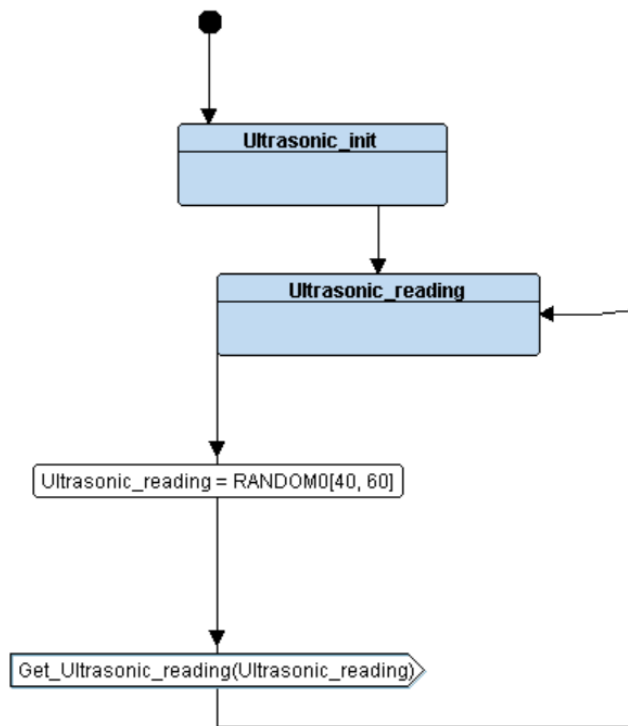 Ultrasonic_init
Ultrasonic_reading
Ultrasonic_reading = RANDOM0[40, 60]
Get_Ultrasonic_reading(Ultrasonic_reading)